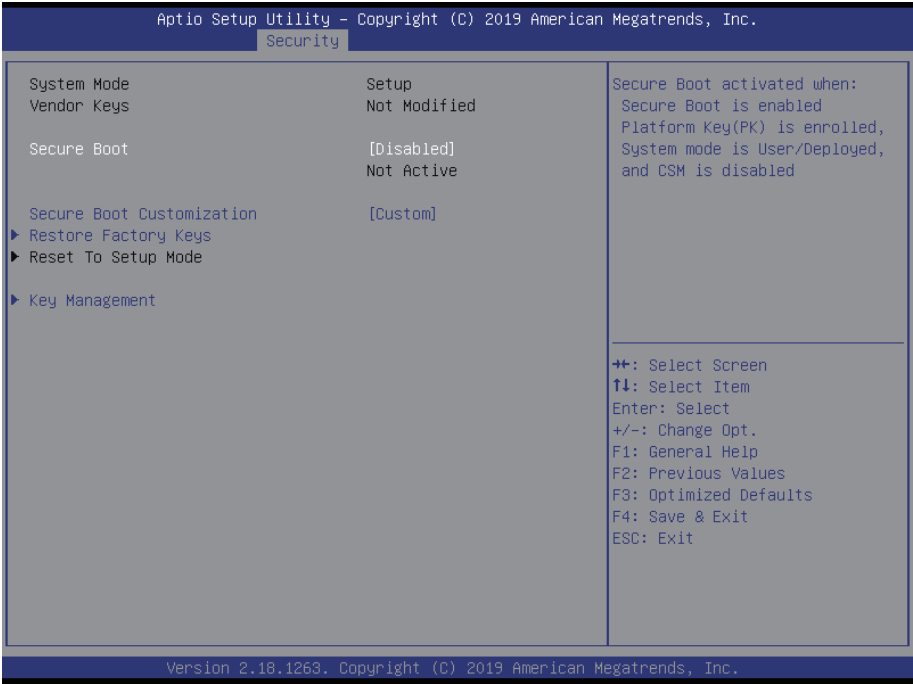 Aptio Setup Utility – Copyright (C) 2019 American Megatrends, Inc.
Security
System Mode Setup
Vendor Keys Not Modified
Secure Boot [Disabled]
Not Active
Secure Boot Customization [Custom]
Restore Factory Keys
Reset To Setup Mode
Key Management
Secure Boot activated when:
Secure Boot is enabled
Platform Key(PK) is enrolled,
System mode is User/Deployed,
and CSM is disabled
→←: Select Screen
↑↓: Select Item
Enter: Select
+/-: Change Opt.
F1: General Help
F2: Previous Values
F3: Optimized Defaults
F4: Save & Exit
ESC: Exit
Version 2.18.1263. Copyright (C) 2019 American Megatrends, Inc.